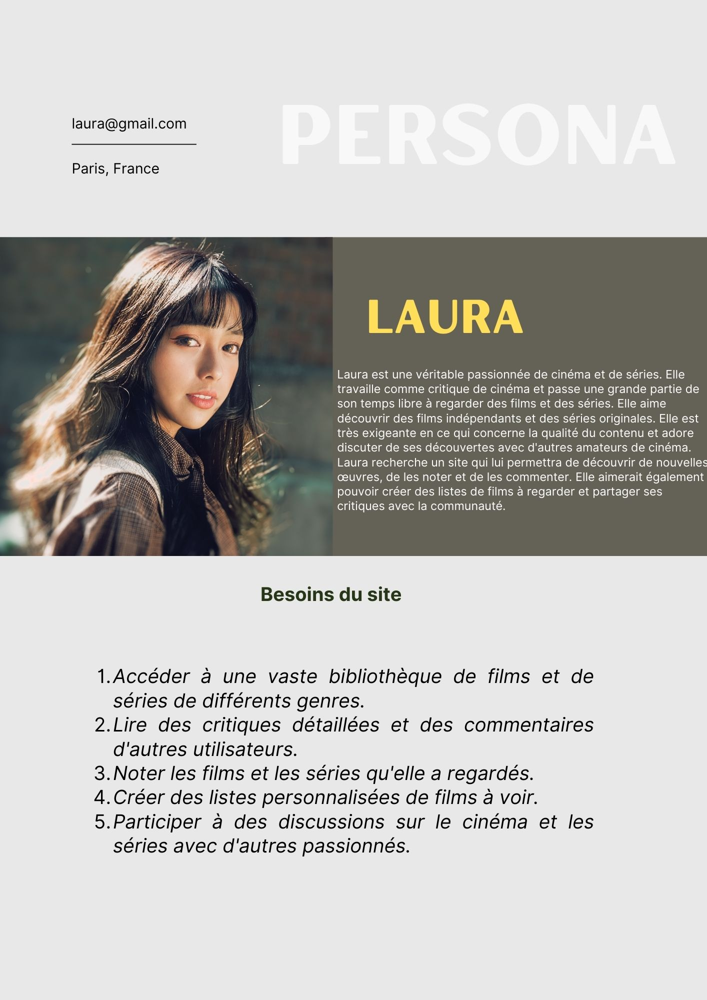 laura@gmail.com
Paris, France
PERSONA
LAURA
Laura est une véritable passionnée de cinéma et de séries. Elle
travaille comme critique de cinéma et passe une grande partie de
son temps libre à regarder des films et des séries. Elle aime
découvrir des films indépendants et des séries originales. Elle est
très exigeante en ce qui concerne la qualité du contenu et adore
discuter de ses découvertes avec d'autres amateurs de cinéma.
Laura recherche un site qui lui permettra de découvrir de nouvelles
œuvres, de les noter et de les commenter. Elle aimerait également
pouvoir créer des listes de films à regarder et partager ses
critiques avec la communauté.
Besoins du site
1. Accéder à une vaste bibliothèque de films et de
séries de différents genres.
2. Lire des critiques détaillées et des commentaires
d'autres utilisateurs.
3. Noter les films et les séries qu'elle a regardés.
4. Créer des listes personnalisées de films à voir.
5. Participer à des discussions sur le cinéma et les
séries avec d'autres passionnés.